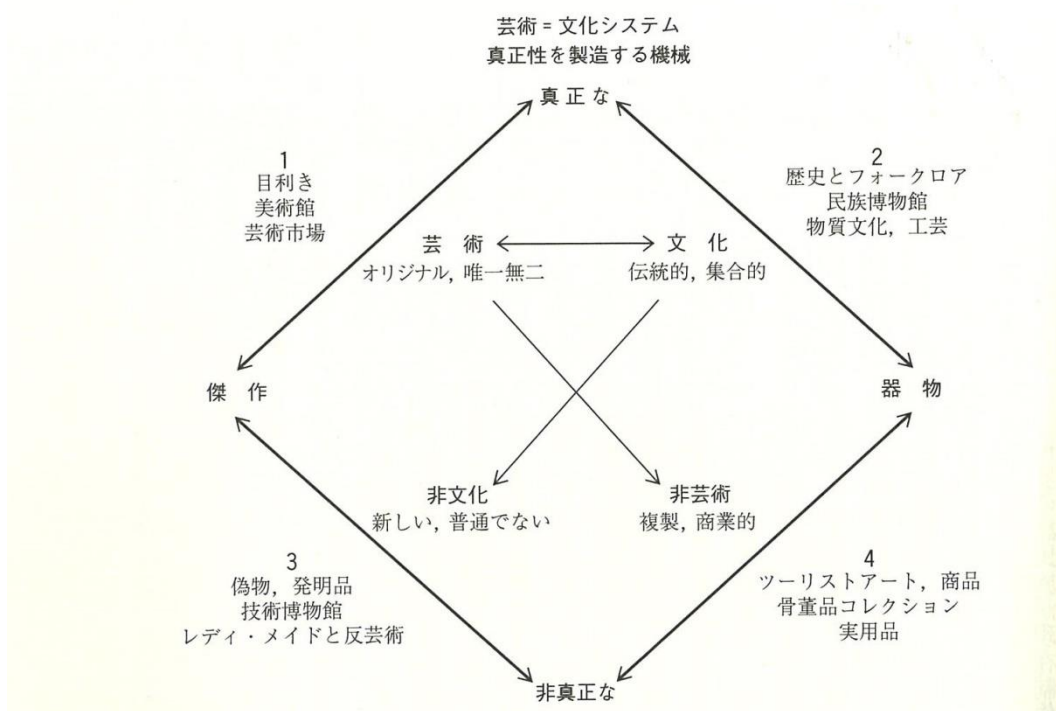 芸術＝文化システム
真正性を製造する機械
真正な
1
目利き
美術館
芸術市場
2
歴史とフォークロア
民族博物館
物質文化, 工芸
芸術
オリジナル, 唯一無二
文化
伝統的, 集合的
傑作
器物
非文化
新しい, 普通でない
非芸術
複製, 商業的
3
偽物, 発明品
技術博物館
レディ・メイドと反芸術
4
ツーリストアート, 商品
骨董品コレクション
実用品
非真正な